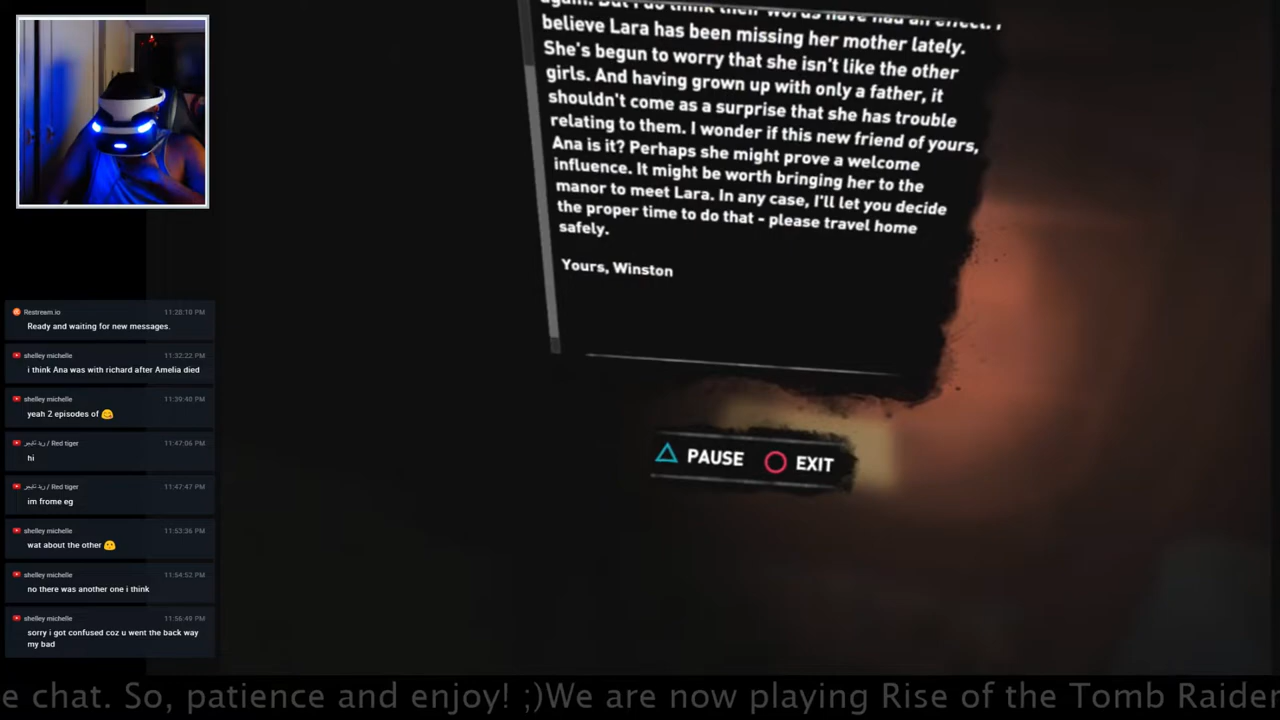 believe Lara has been missing her mother lately.
She's begun to worry that she isn't like the other
girls. And having grown up with only a father, it
shouldn't come as a surprise that she has trouble
relating to them. I wonder if this new friend of yours,
Ana is it? Perhaps she might prove a welcome
influence. It might be worth bringing her to the
manor to meet Lara. In any case, I'll let you decide
the proper time to do that - please travel home
safely.
Yours, Winston
PAUSE EXIT
Restream.io 11:28:10 PM
Ready and waiting for new messages.
shelley michelle 11:32:22 PM
i think Ana was with richard after Amelia died
shelley michelle 11:39:40 PM
yeah 2 episodes of 😋
/ Red tiger 11:47:06 PM
hi
/ Red tiger 11:47:47 PM
im frome eg
shelley michelle 11:53:36 PM
wat about the other
shelley michelle 11:54:52 PM
no there was another one i think
shelley michelle 11:56:49 PM
sorry i got confused coz u went the back way
my bad
e chat. So, patience and enjoy! ;)We are now playing Rise of the Tomb Raider